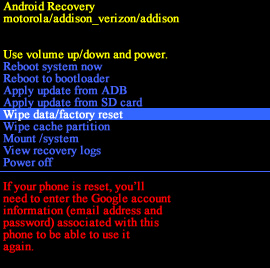 Android Recovery
motorola/addison_verizon/addison
Use volume up/down and power.
Reboot system now
Reboot to bootloader
Apply update from ADB
Apply update from SD card
Wipe data/factory reset
Wipe cache partition
Mount /system
View recovery logs
Power off
If your phone is reset, you'll
need to enter the Google account
information (email address and
password) associated with this
phone to be able to use it
again.